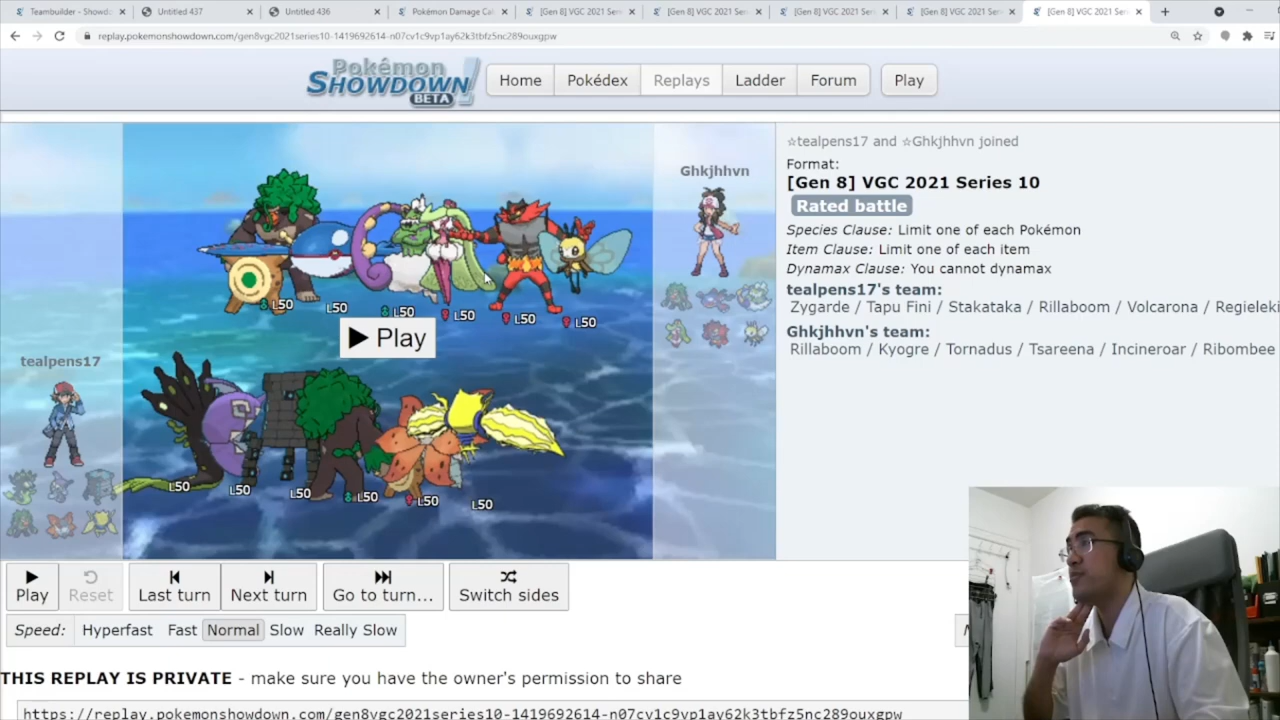 Teambuilder - Showd
Untitled 437
Untitled 436
Pokémon Damage Cal
[Gen 8] VGC 2021 Seri
[Gen 8] VGC 2021 Seri
[Gen 8] VGC 2021 Seri
[Gen 8] VGC 2021 Seri
[Gen 8] VGC 2021 Seri
replay.pokemonshowdown.com/gen8vgc2021series10-1419692614-n07cv1c9vp1ay62k3tbfz5nc289ouxgpw
Pokémon
SHOWDOWN!
BETA
Home
Pokédex
Replays
Ladder
Forum
Play
☆tealpens17 and ☆Ghkjhhvn joined
Format:
[Gen 8] VGC 2021 Series 10
Rated battle
Species Clause: Limit one of each Pokémon
Item Clause: Limit one of each item
Dynamax Clause: You cannot dynamax
tealpens17's team:
Zygarde / Tapu Fini / Stakataka / Rillaboom / Volcarona / Regieleki
Ghkjhhvn's team:
Rillaboom / Kyogre / Tornadus / Tsareena / Incineroar / Ribombee
Ghkjhhvn
L50
L50
L50
L50
L50
L50
Play
tealpens17
L50
L50
L50
L50
L50
L50
Play
Reset
Last turn
Next turn
Go to turn...
Switch sides
Speed:
Hyperfast
Fast
Normal
Slow
Really Slow
THIS REPLAY IS PRIVATE - make sure you have the owner's permission to share
https://replay.pokemonshowdown.com/gen8vgc2021series10-1419692614-n07cv1c9vp1ay62k3tbfz5nc289ouxgpw